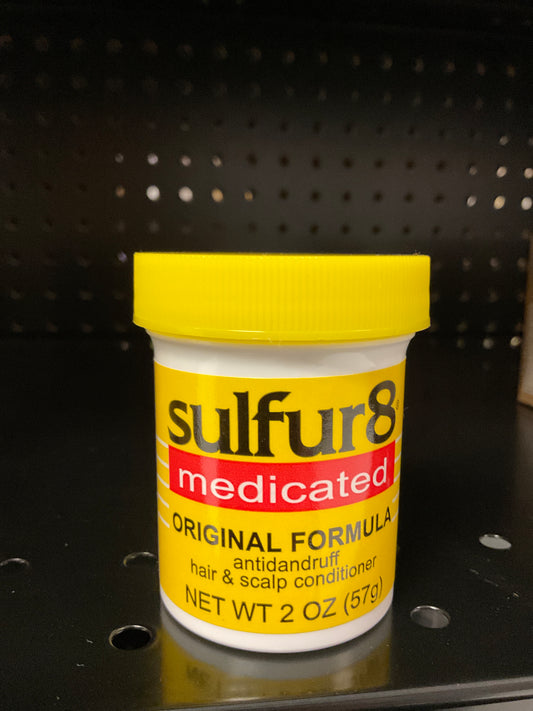 sulfur8
medicated
ORIGINAL FORMULA
antidandruff
hair & scalp conditioner
NET WT 2 OZ (57g)